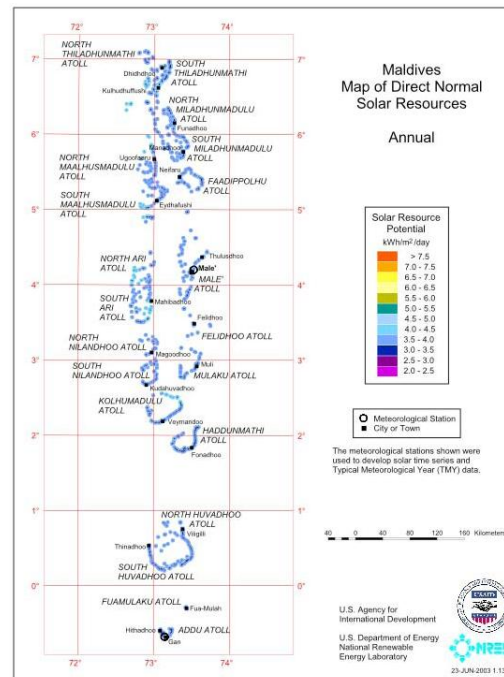 Maldives
Map of Direct Normal
Solar Resources
Annual
72° 73° 74°
7°
6°
5°
4°
3°
2°
1°
0°
72° 73° 74°
NORTH
THILADHUNMATHI
ATOLL
SOUTH
THILADHUNMATHI
ATOLL
Dhidhdhoo
Kulhudhuffushi
NORTH
MILADHUNMADULU
ATOLL
Funadhoo
SOUTH
MILADHUNMADULU
ATOLL
Manadhoo
NORTH
MAALHUSMADULU
ATOLL
Ugoofaaru
Naifaru
FAADIPPOLHU
ATOLL
SOUTH
MAALHUSMADULU
ATOLL
Eydhafushi
Thulusdhoo
NORTH ARI
ATOLL
Male'
MALE'
ATOLL
SOUTH
ARI
ATOLL
Mahibadhoo
Felidhoo
FELIDHOO ATOLL
NORTH
NILANDHOO ATOLL
Magoodhoo
SOUTH
NILANDHOO ATOLL
Muli
MULAKU ATOLL
Kudahuvadhoo
KOLHUMADULU
ATOLL
Veymandoo
HADDUNMATHI
ATOLL
Fonadhoo
NORTH HUVADHOO
ATOLL
Viligilli
Thinadhoo
SOUTH
HUVADHOO ATOLL
FUAMULAKU ATOLL
Fua-Mulah
Hithadhoo
ADDU ATOLL
Gan
Solar Resource
Potential
kWh/m²/day
> 7.5
7.0 - 7.5
6.5 - 7.0
6.0 - 6.5
5.5 - 6.0
5.0 - 5.5
4.5 - 5.0
4.0 - 4.5
3.5 - 4.0
3.0 - 3.5
2.5 - 3.0
2.0 - 2.5
Meteorological Station
City or Town
The meteorological stations shown were
used to develop solar time series and
Typical Meteorological Year (TMY) data.
40 0 40 80 120 160 Kilometers
U.S. Agency for
International Development
U.S. Department of Energy
National Renewable
Energy Laboratory
USAID
NREL